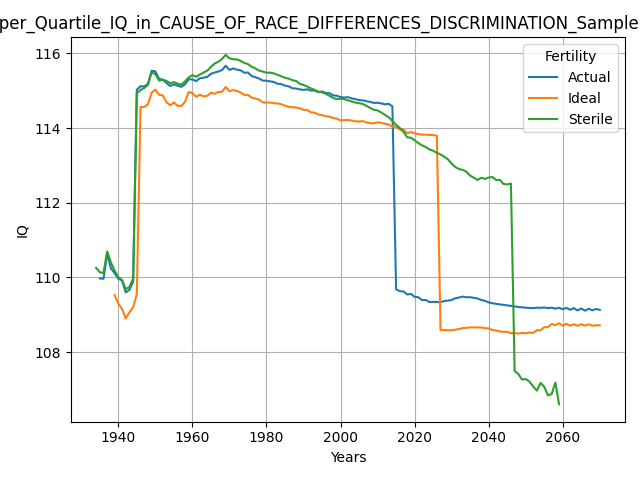 per_Quartile_IQ_in_CAUSE_OF_RACE_DIFFERENCES_DISCRIMINATION_Sample
116
114
112
110
108
IQ
Fertility
Actual
Ideal
Sterile
1940 1960 1980 2000 2020 2040 2060
Years